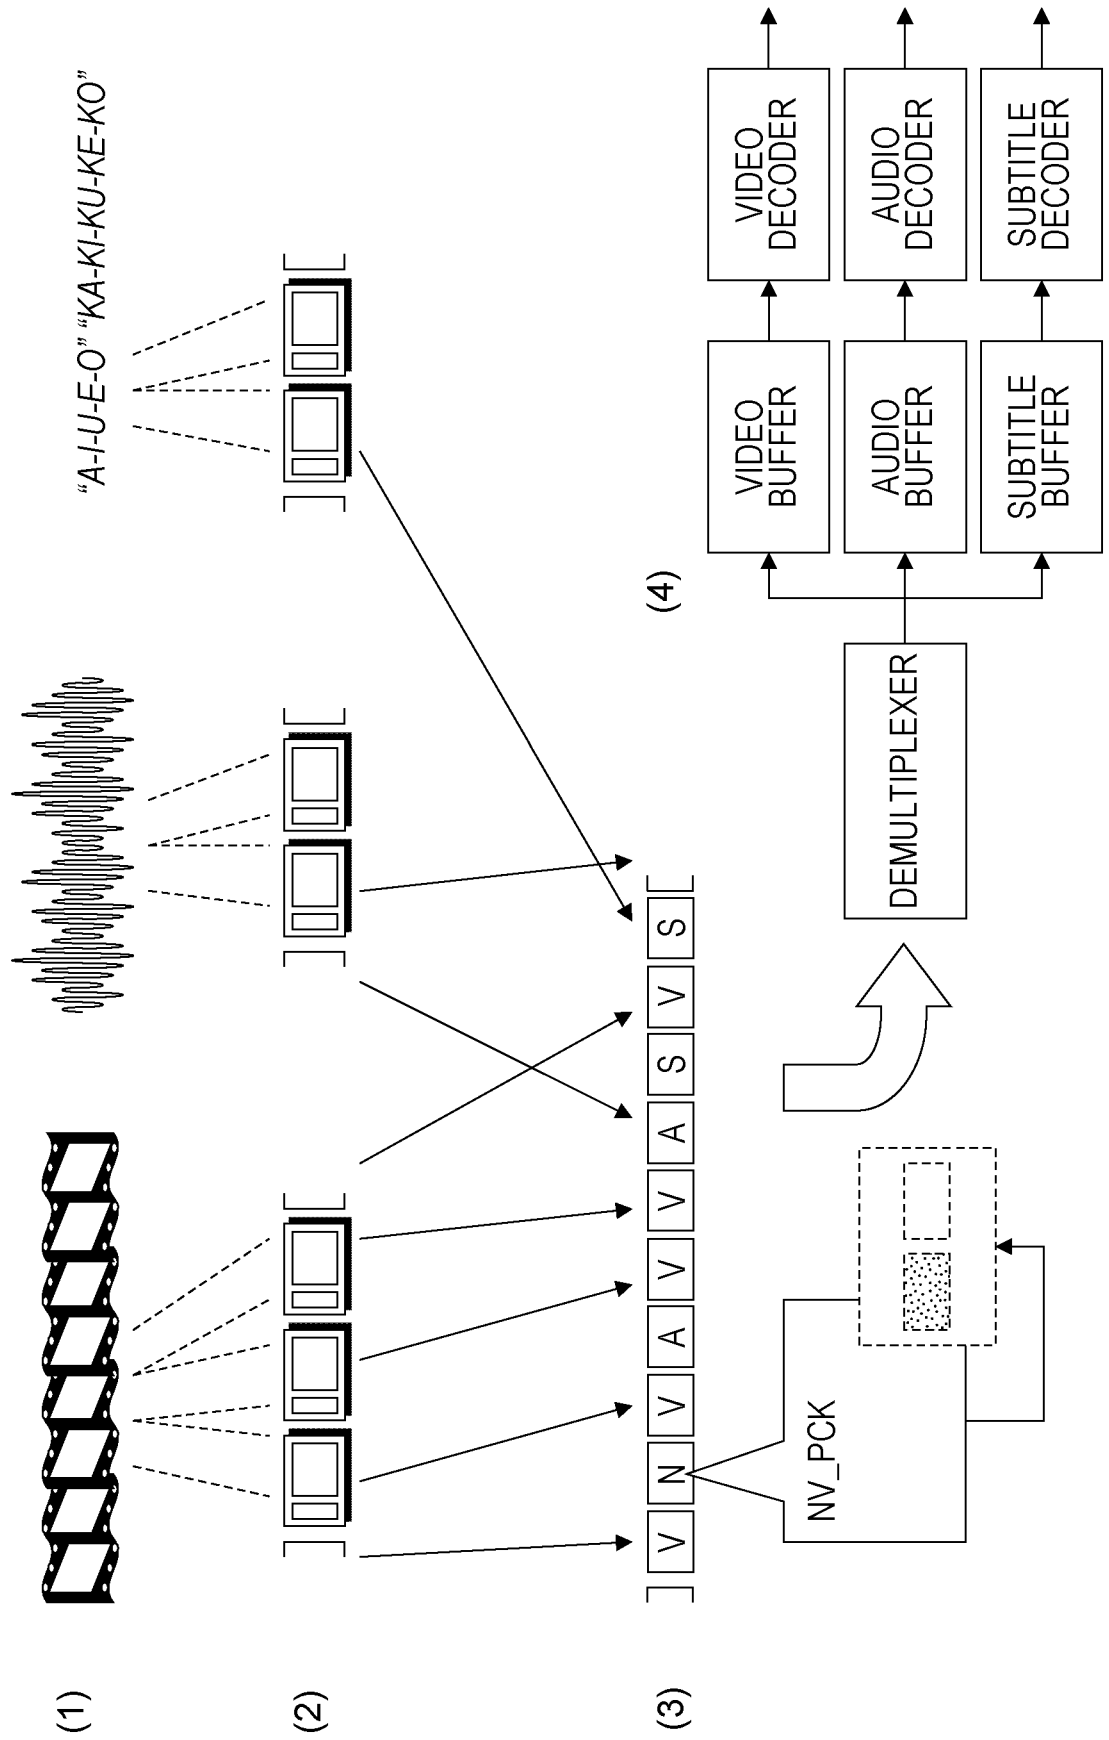 (1)
"A-I-U-E-O" "KA-KI-KU-KE-KO"
(2)
(3)
V N V A V V A S V S
NV_PCK
(4)
DEMULTIPLEXER
VIDEO
BUFFER
VIDEO
DECODER
AUDIO
BUFFER
AUDIO
DECODER
SUBTITLE
BUFFER
SUBTITLE
DECODER